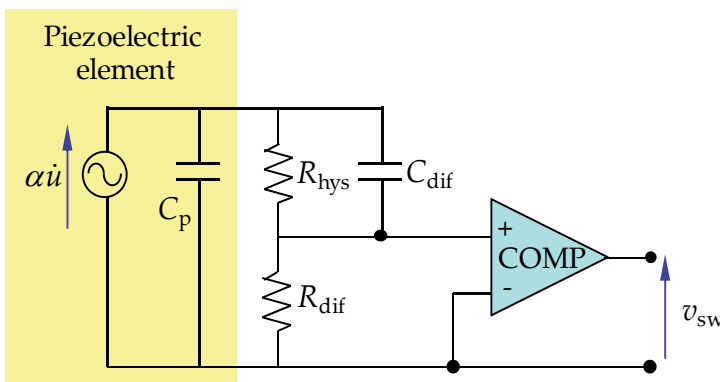 Piezoelectric
element
αu̇
C_p
R_hys
C_dif
R_dif
+
COMP
-
v_sw